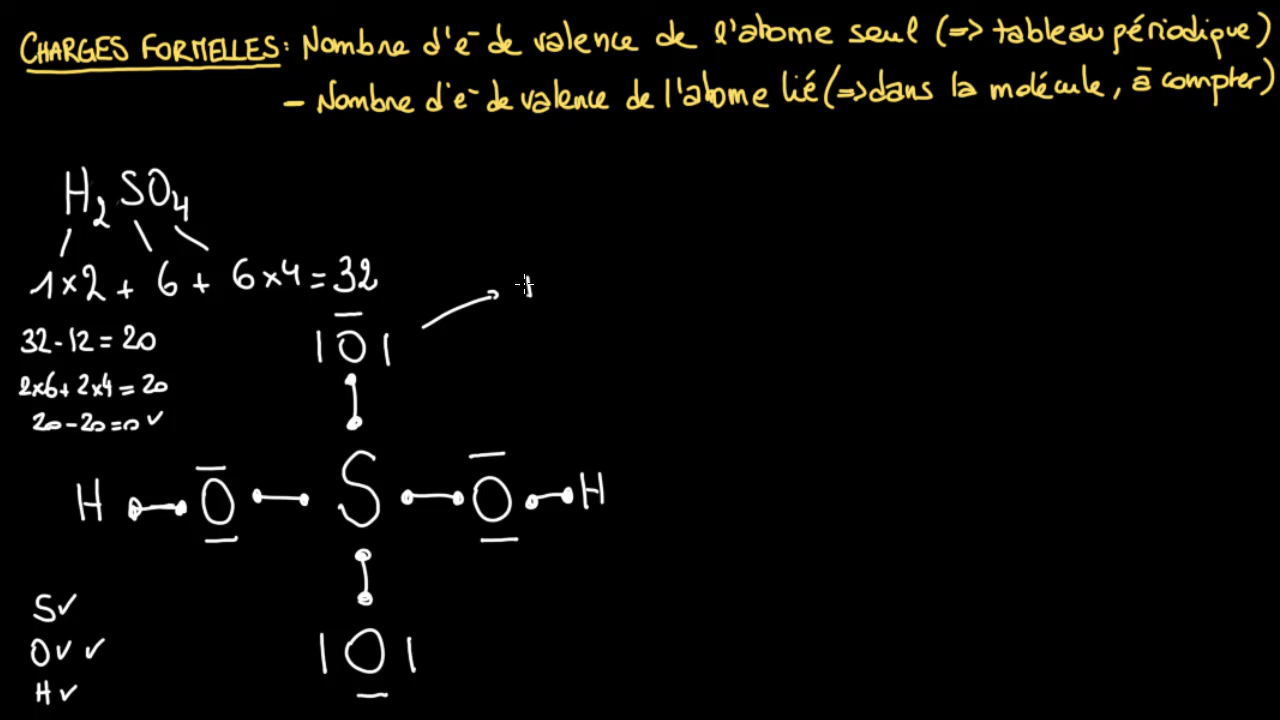 CHARGES FORMELLES: Nombre d'e⁻ de valence de l'atome seul (=> tableau périodique)
- Nombre d'e⁻ de valence de l'atome lié (=> dans la molécule, à compter)
H₂SO₄
1×2 + 6 + 6×4 = 32
32-12 = 20
2×6 + 2×4 = 20
20-20=0 ✓
|O|
H O S O H
|O|
S ✓
O ✓ ✓
H ✓